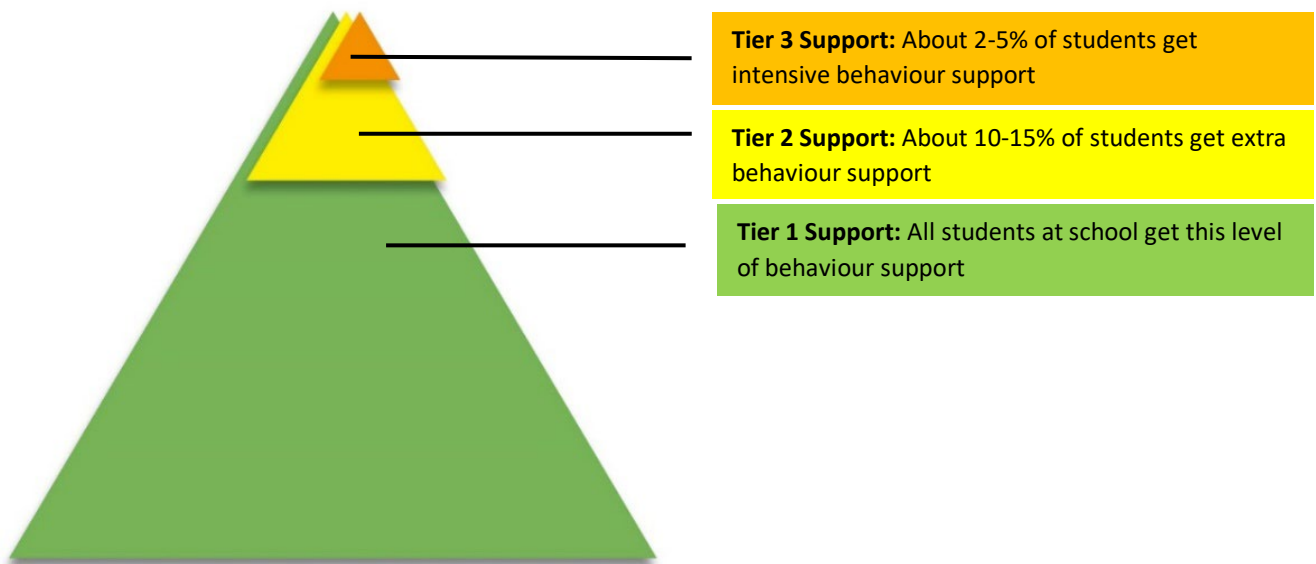 Tier 3 Support: About 2-5% of students get
intensive behaviour support
Tier 2 Support: About 10-15% of students get extra
behaviour support
Tier 1 Support: All students at school get this level
of behaviour support